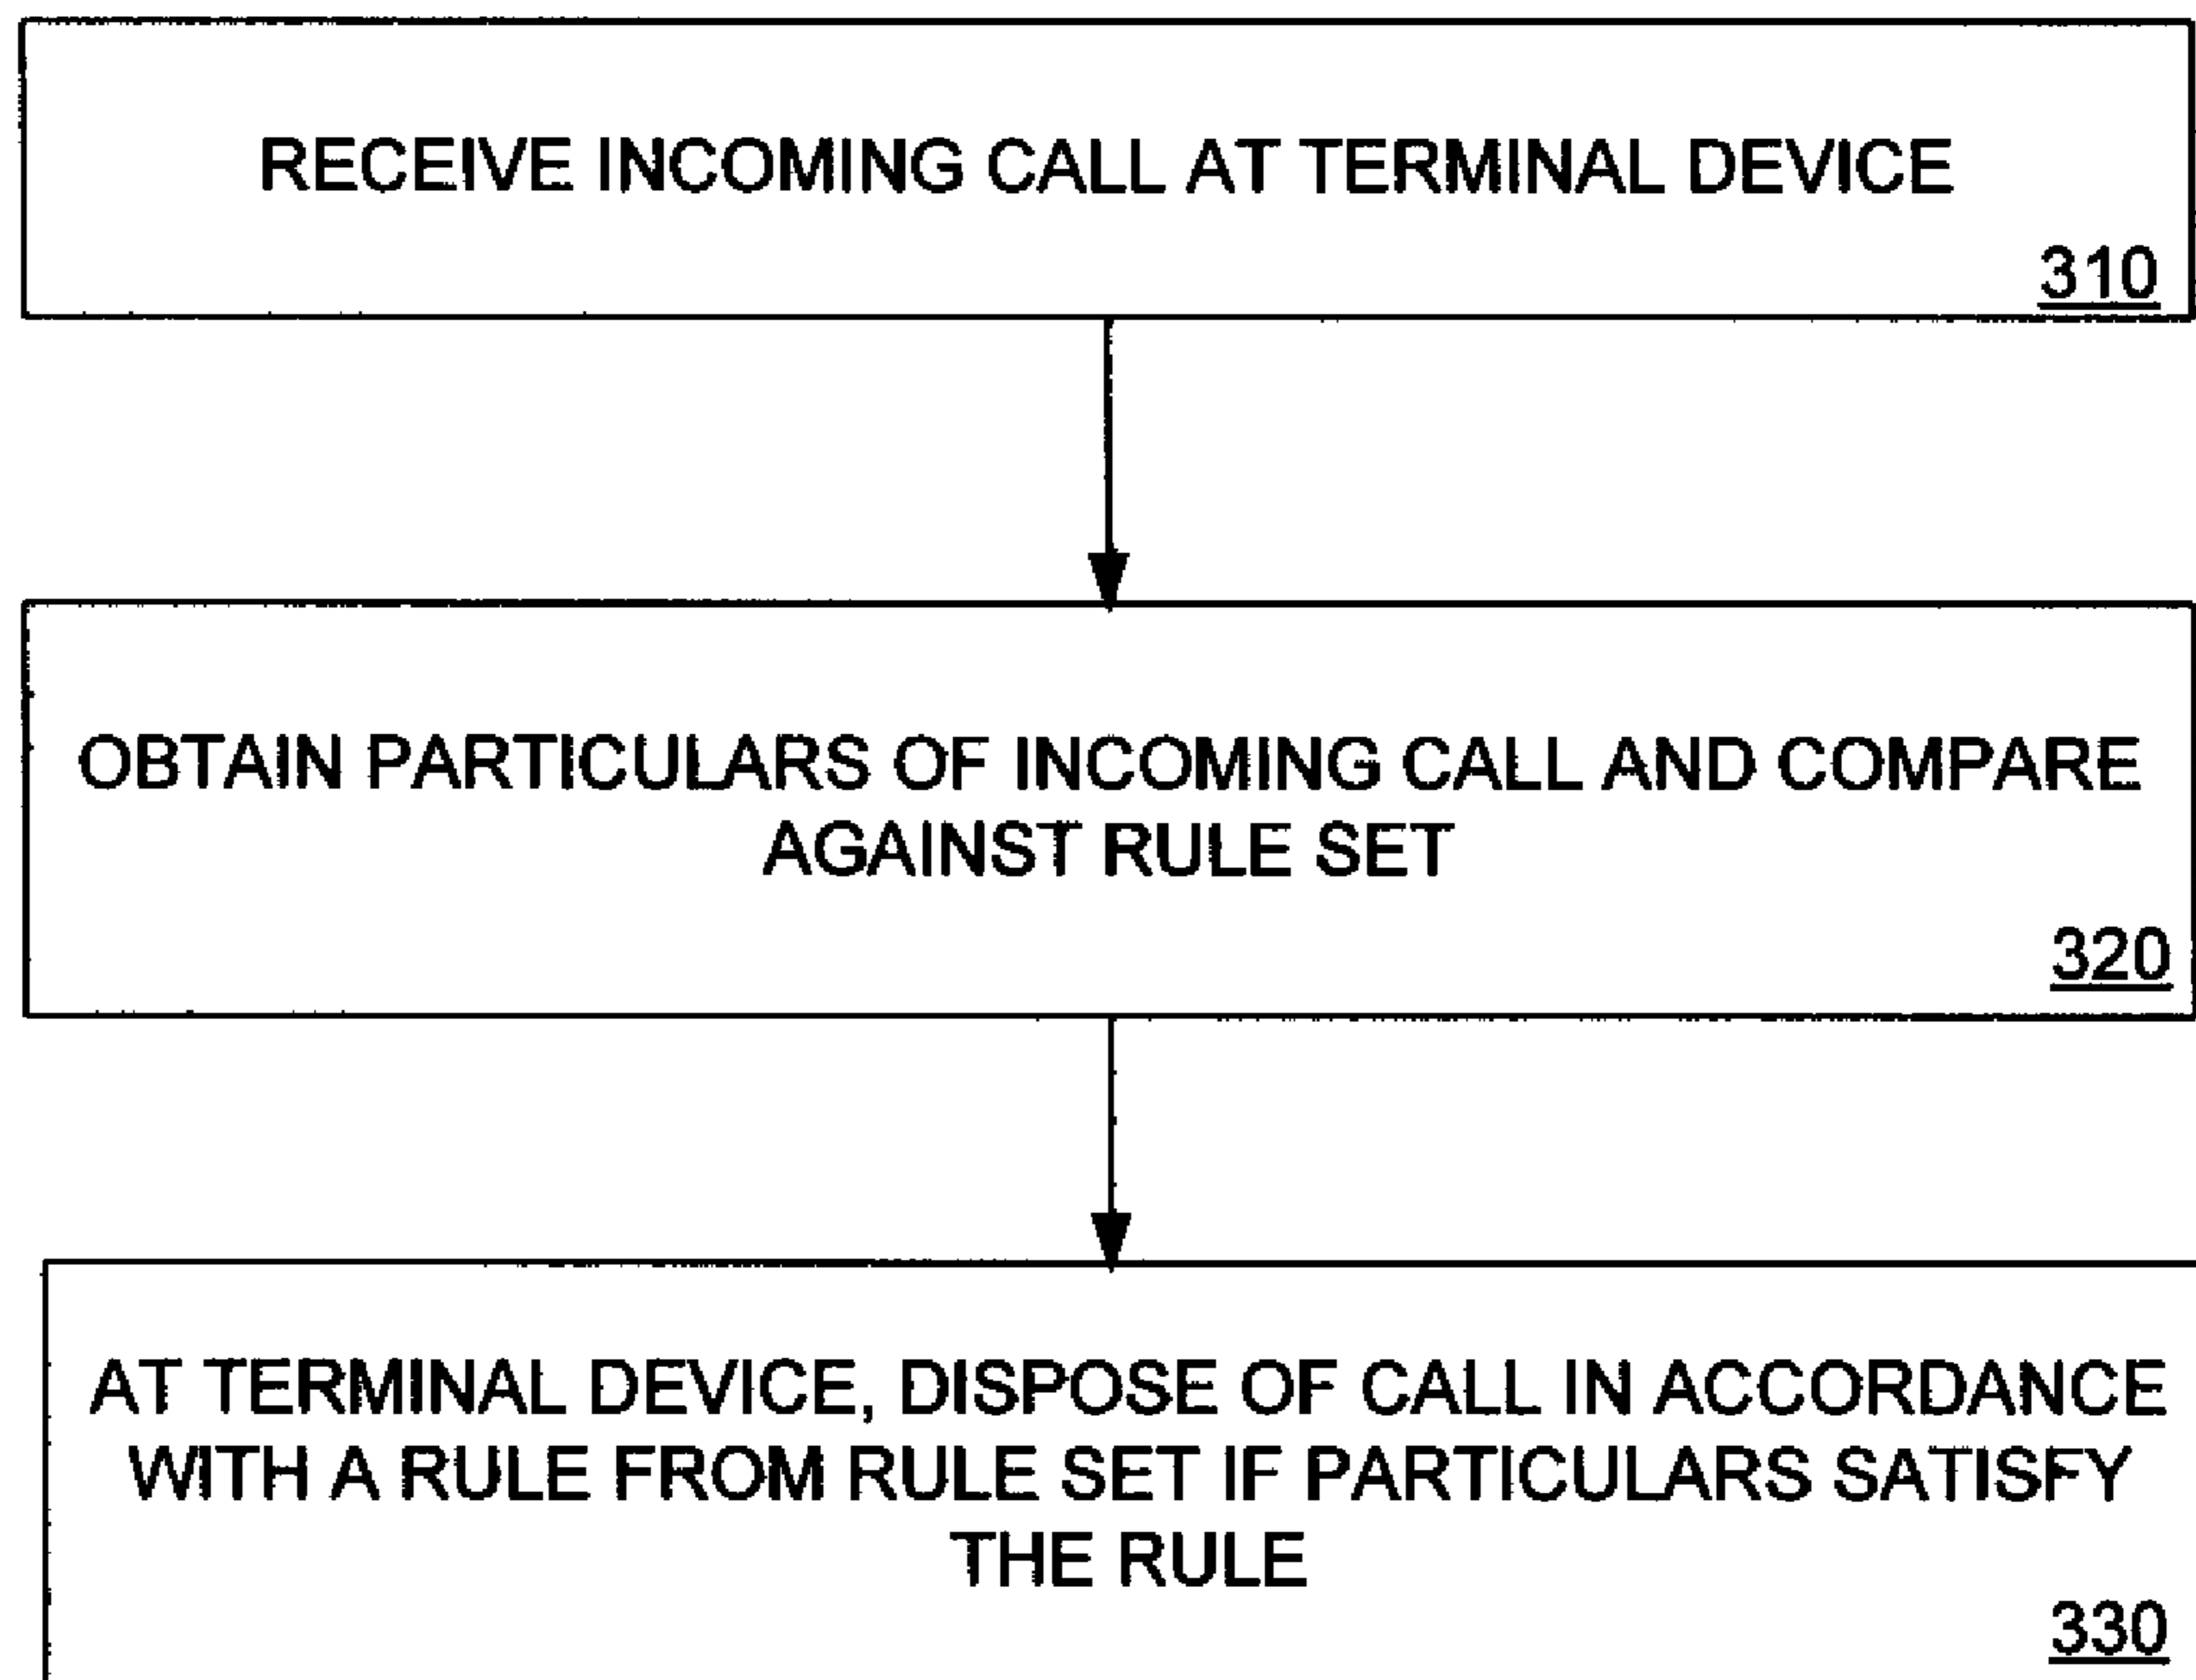 RECEIVE INCOMING CALL AT TERMINAL DEVICE
310
OBTAIN PARTICULARS OF INCOMING CALL AND COMPARE
AGAINST RULE SET
320
AT TERMINAL DEVICE, DISPOSE OF CALL IN ACCORDANCE
WITH A RULE FROM RULE SET IF PARTICULARS SATISFY
THE RULE
330